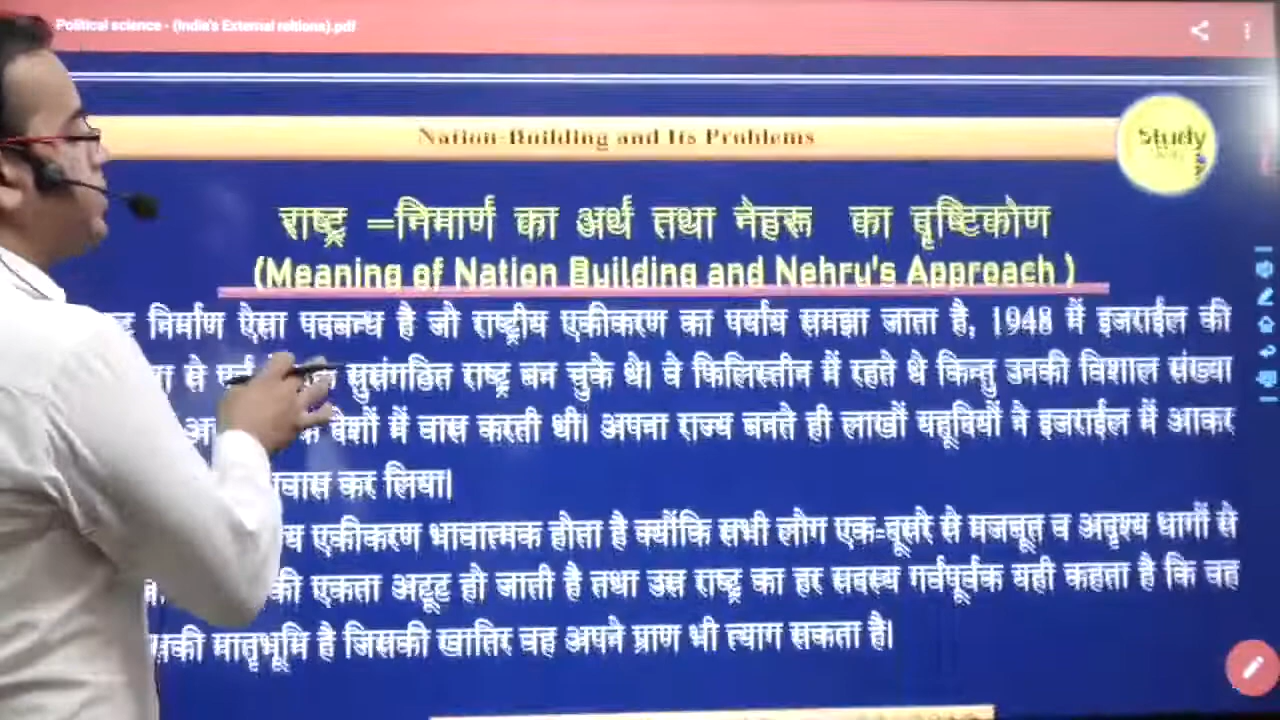 Political science - (India's External reltions).pdf
Nation-Building and Its Problems
Study
राष्ट्र =निमार्ण का अर्थ तथा नेहरू का दृष्टिकोण
(Meaning of Nation Building and Nehru's Approach )
निर्माण ऐसा पदबन्ध है जो राष्ट्रीय एकीकरण का पर्याय समझा जाता है, 1948 में इजराईल की
से सुसंगठित राष्ट्र बन चुके थे। वे फिलिस्तीन में रहते थे किन्तु उनकी विशाल संख्या
देशों में वास करती थी। अपना राज्य बनते ही लाखों यहूदियों ने इजराईल में आकर
कर लिया।
एकीकरण भावात्मक होता है क्योंकि सभी लोग एक=दूसरे से मजबूत व अदृश्य धागों से
की एकता अटूट हो जाती है तथा उस राष्ट्र का हर सदस्य गर्वपूर्वक यही कहता है कि वह
मातृभूमि है जिसकी खातिर वह अपने प्राण भी त्याग सकता है।